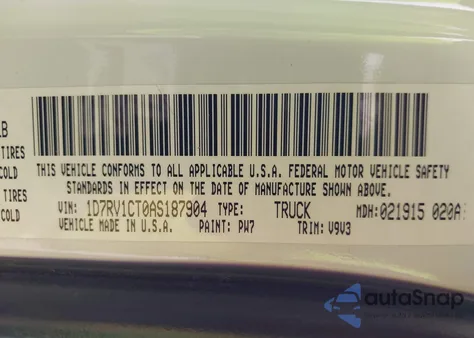 LB
TIRES
COLD
TIRES
COLD
THIS VEHICLE CONFORMS TO ALL APPLICABLE U.S.A. FEDERAL MOTOR VEHICLE SAFETY
STANDARDS IN EFFECT ON THE DATE OF MANUFACTURE SHOWN ABOVE.
VIN: 1D7RV1CT0AS187904 TYPE: TRUCK MDH:021915 020A
VEHICLE MADE IN U.S.A. PAINT: PW7 TRIM: V9V3
autoSnap